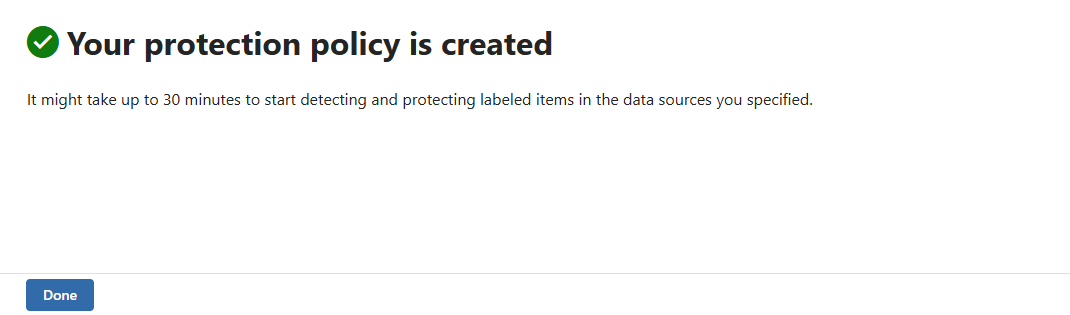 Your protection policy is created
It might take up to 30 minutes to start detecting and protecting labeled items in the data sources you specified.
Done